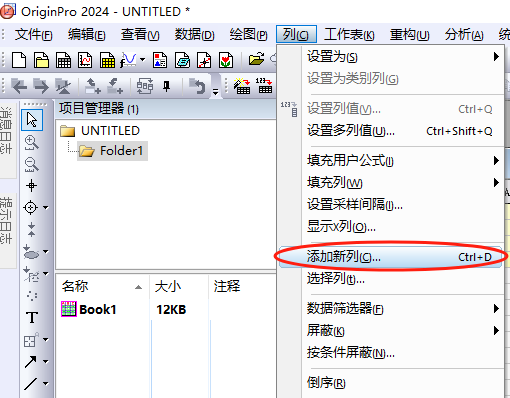 OriginPro 2024 - UNTITLED *
文件(F) 编辑(E) 查看(V) 数据(D) 绘图(P) 列(C) 工作表(K) 重构(U) 分析(A) 统
设置为(S)
设置为类别列(G)
设置列值(V)... Ctrl+Q
设置多列值(U)... Ctrl+Shift+Q
填充用户公式(I)
填充列(W)
设置采样间隔(I)...
显示X列(O)...
添加新列(C)... Ctrl+D
选择列(t)...
数据筛选器(F)
屏蔽(K)
按条件屏蔽(N)...
倒序(R)
消息日志
提示日志
项目管理器 (1)
UNTITLED
Folder1
名称 大小 注释
Book1 12KB
T
123
A